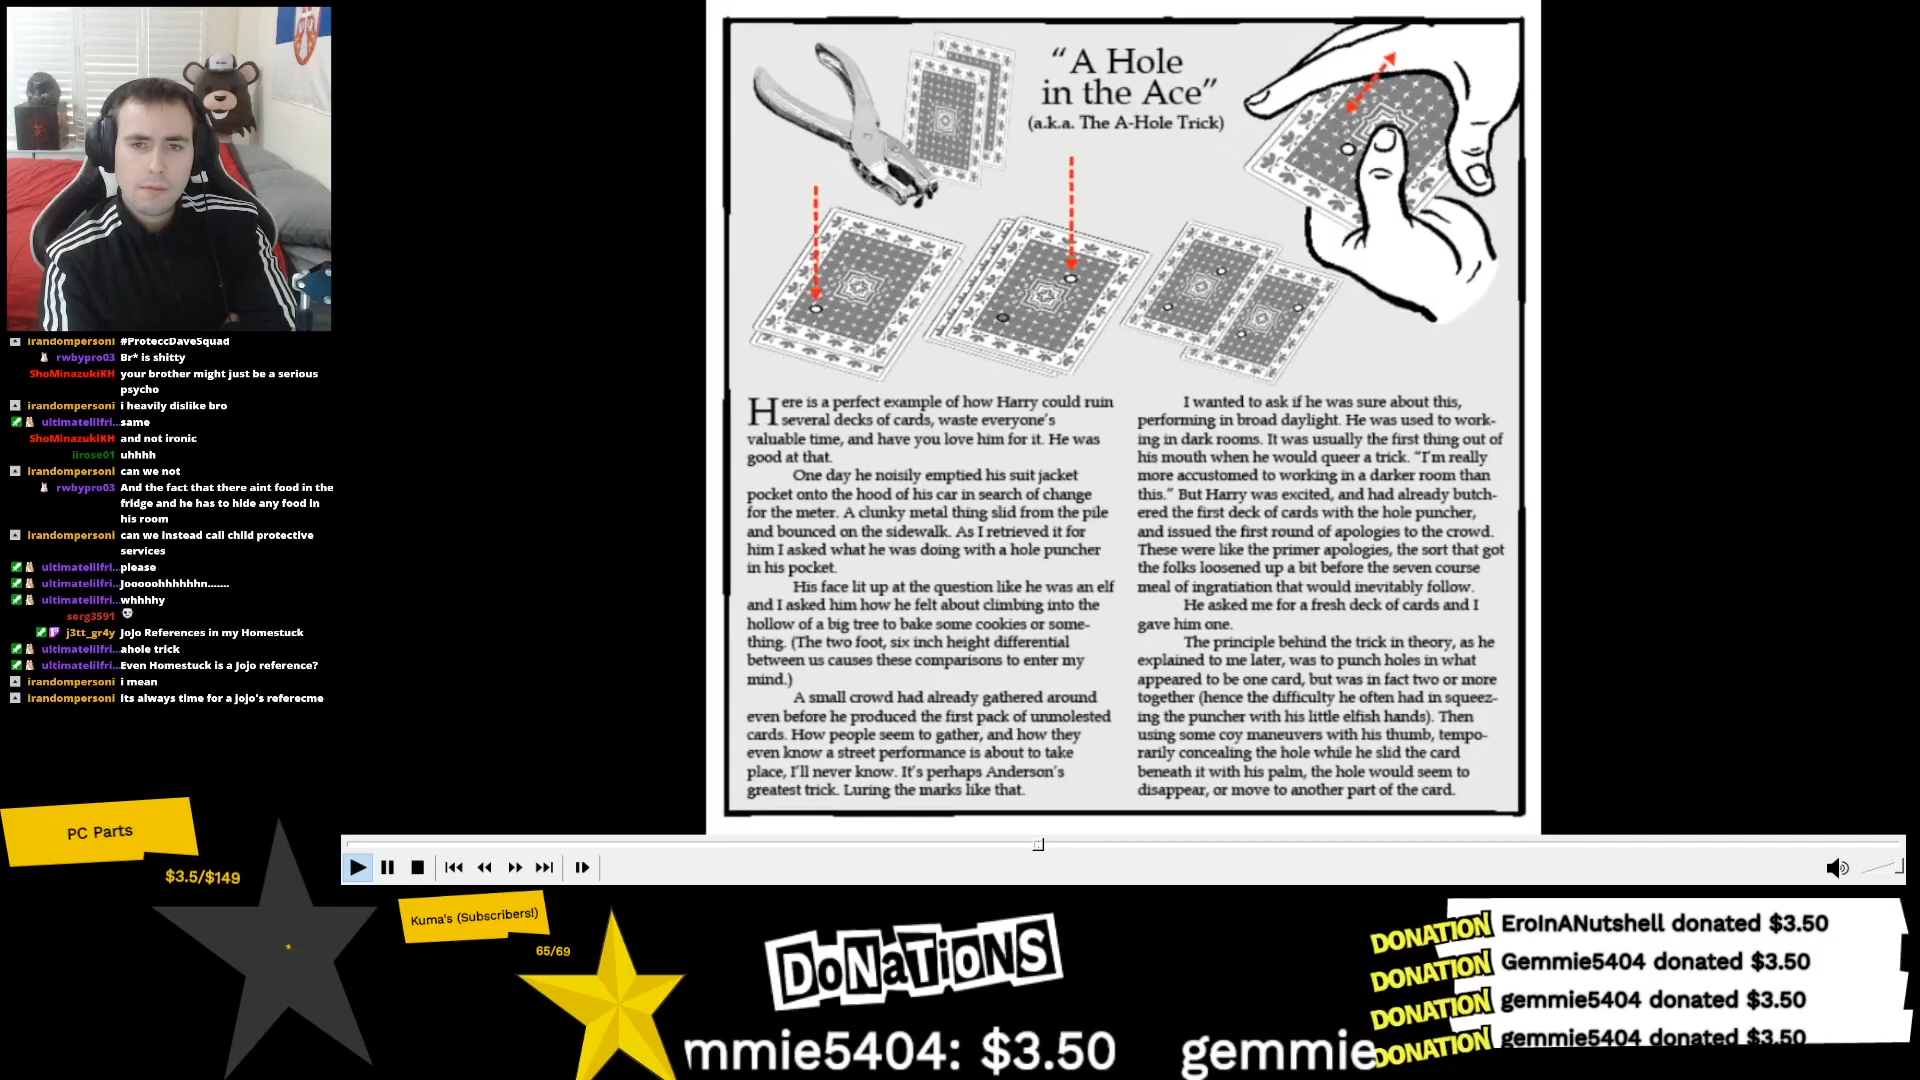 irandompersoni #ProteccDaveSquad
rwbypro03 Br* is shitty
ShoMinazukiKH your brother might just be a serious
psycho
irandompersoni i heavily dislike bro
ultimatelilfri... same
ShoMinazukiKH and not ironic
iirose01 uhhhh
irandompersoni can we not
rwbypro03 And the fact that there aint food in the
fridge and he has to hide any food in
his room
irandompersoni can we instead call child protective
services
ultimatelilfri... please
ultimatelilfri... Jooooohhhhhhn.......
ultimatelilfri... whhhhy
serg3591
j3tt_gr4y JoJo References in my Homestuck
ultimatelilfri... ahole trick
ultimatelilfri... Even Homestuck is a Jojo reference?
irandompersoni i mean
irandompersoni its always time for a jojo's referecme
“A Hole
in the Ace”
(a.k.a. The A-Hole Trick)
Here is a perfect example of how Harry could ruin
several decks of cards, waste everyone’s
valuable time, and have you love him for it. He was
good at that.
One day he noisily emptied his suit jacket
pocket onto the hood of his car in search of change
for the meter. A clunky metal thing slid from the pile
and bounced on the sidewalk. As I retrieved it for
him I asked what he was doing with a hole puncher
in his pocket.
His face lit up at the question like he was an elf
and I asked him how he felt about climbing into the
hollow of a big tree to bake some cookies or some-
thing. (The two foot, six inch height differential
between us causes these comparisons to enter my
mind.)
A small crowd had already gathered around
even before he produced the first pack of unmolested
cards. How people seem to gather, and how they
even know a street performance is about to take
place, I’ll never know. It’s perhaps Anderson’s
greatest trick. Luring the marks like that.
I wanted to ask if he was sure about this,
performing in broad daylight. He was used to work-
ing in dark rooms. It was usually the first thing out of
his mouth when he would queer a trick. “I’m really
more accustomed to working in a darker room than
this.” But Harry was excited, and had already butch-
ered the first deck of cards with the hole puncher,
and issued the first round of apologies to the crowd.
These were like the primer apologies, the sort that got
the folks loosened up a bit before the seven course
meal of ingratiation that would inevitably follow.
He asked me for a fresh deck of cards and I
gave him one.
The principle behind the trick in theory, as he
explained to me later, was to punch holes in what
appeared to be one card, but was in fact two or more
together (hence the difficulty he often had in squeez-
ing the puncher with his little elfish hands). Then
using some coy maneuvers with his thumb, tempo-
rarily concealing the hole while he slid the card
beneath it with his palm, the hole would seem to
disappear, or move to another part of the card.
PC Parts
$3.5/$149
Kuma's (Subscribers!)
65/69
DoNaTiONS
mmie5404: $3.50 gemmie
DONATION EroInANutshell donated $3.50
DONATION Gemmie5404 donated $3.50
DONATION gemmie5404 donated $3.50
DONATION gemmie5404 donated $3.50